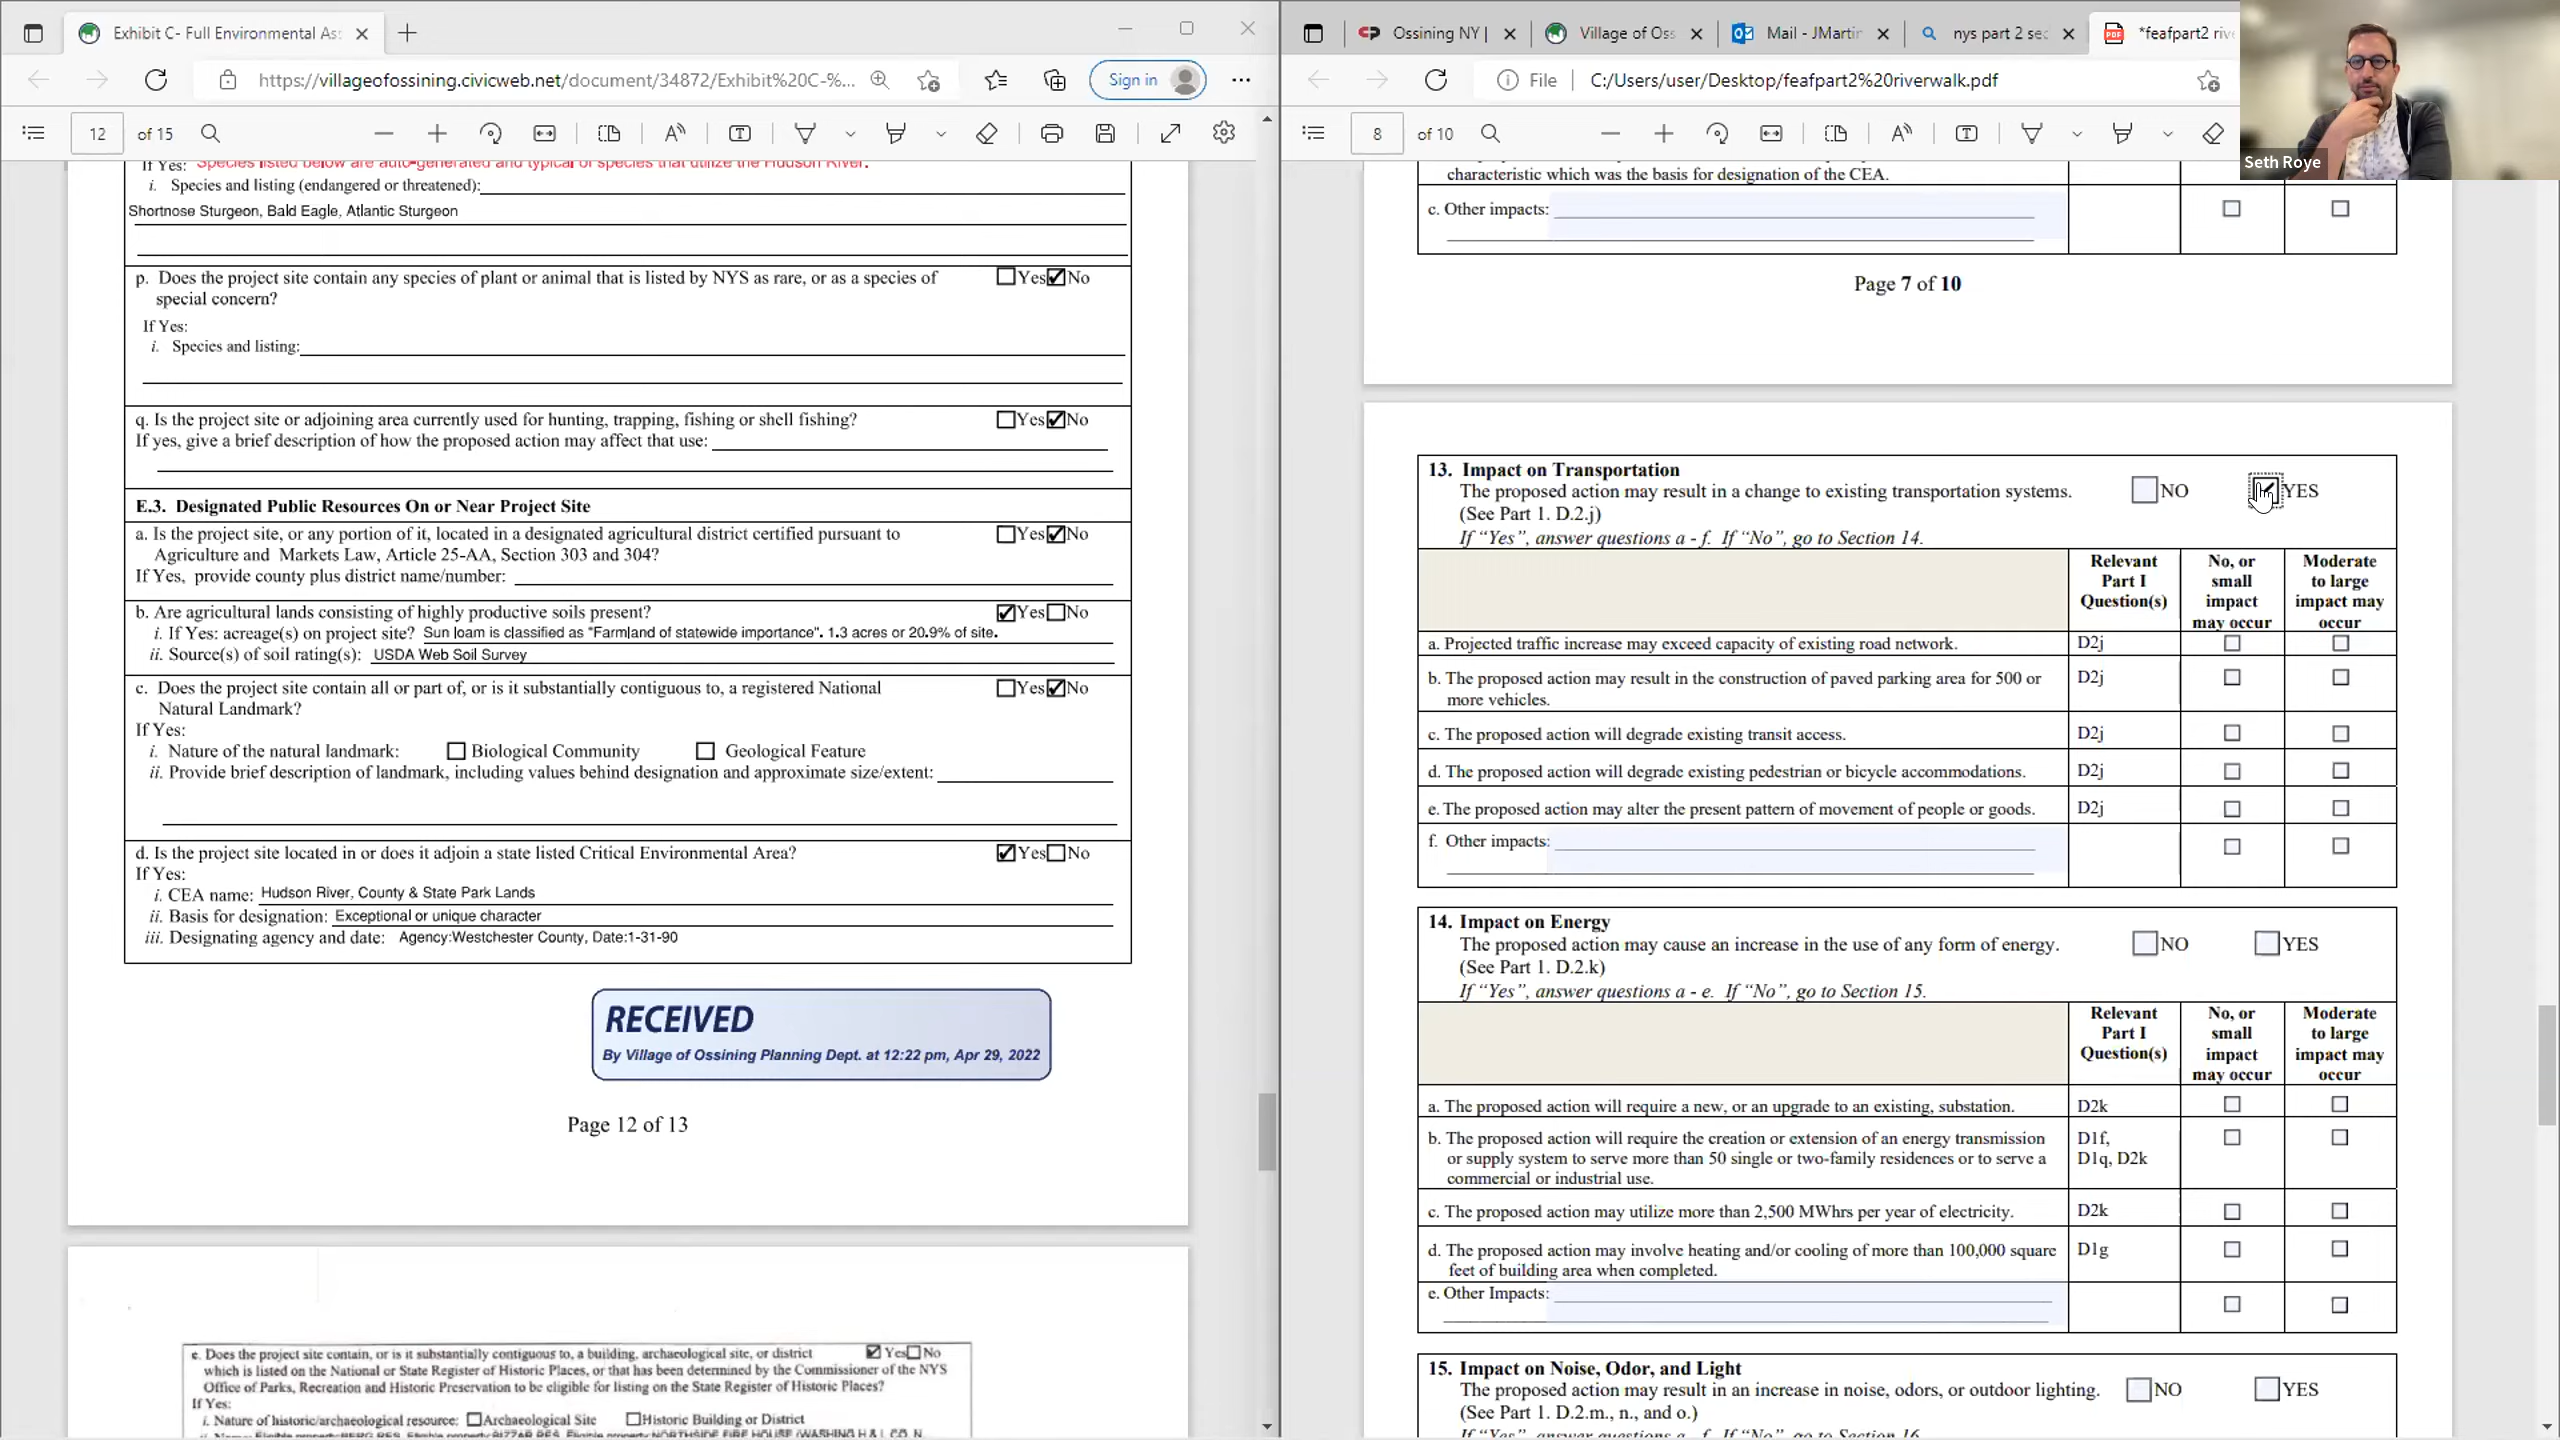 Exhibit C- Full Environmental As
https://villageofossining.civicweb.net/document/34872/Exhibit%20C-%...
Sign in
12 of 15
If Yes: Species listed below are auto-generated and typical of species that utilize the Hudson River.
i. Species and listing (endangered or threatened):
Shortnose Sturgeon, Bald Eagle, Atlantic Sturgeon
p. Does the project site contain any species of plant or animal that is listed by NYS as rare, or as a species of Yes No
special concern?
If Yes:
i. Species and listing:
q. Is the project site or adjoining area currently used for hunting, trapping, fishing or shell fishing? Yes No
If yes, give a brief description of how the proposed action may affect that use:
E.3. Designated Public Resources On or Near Project Site
a. Is the project site, or any portion of it, located in a designated agricultural district certified pursuant to Yes No
Agriculture and Markets Law, Article 25-AA, Section 303 and 304?
If Yes, provide county plus district name/number:
b. Are agricultural lands consisting of highly productive soils present? Yes No
i. If Yes: acreage(s) on project site? Sun loam is classified as "Farmland of statewide importance". 1.3 acres or 20.9% of site.
ii. Source(s) of soil rating(s): USDA Web Soil Survey
c. Does the project site contain all or part of, or is it substantially contiguous to, a registered National Yes No
Natural Landmark?
If Yes:
i. Nature of the natural landmark: Biological Community Geological Feature
ii. Provide brief description of landmark, including values behind designation and approximate size/extent:
d. Is the project site located in or does it adjoin a state listed Critical Environmental Area? Yes No
If Yes:
i. CEA name: Hudson River, County & State Park Lands
ii. Basis for designation: Exceptional or unique character
iii. Designating agency and date: Agency:Westchester County, Date:1-31-90
RECEIVED
By Village of Ossining Planning Dept. at 12:22 pm, Apr 29, 2022
Page 12 of 13
e. Does the project site contain, or is it substantially contiguous to, a building, archaeological site, or district Yes No
which is listed on the National or State Register of Historic Places, or that has been determined by the Commissioner of the NYS
Office of Parks, Recreation and Historic Preservation to be eligible for listing on the State Register of Historic Places?
If Yes:
i. Nature of historic/archaeological resource: Archaeological Site Historic Building or District
Ossining NY |
Village of Oss
Mail - JMartin
nys part 2 sec
*feafpart2 rive
File C:/Users/user/Desktop/feafpart2%20riverwalk.pdf
8 of 10
Seth Roye
characteristic which was the basis for designation of the CEA.
c. Other impacts:
Page 7 of 10
13. Impact on Transportation
The proposed action may result in a change to existing transportation systems. NO YES
(See Part 1. D.2.j)
If “Yes”, answer questions a - f. If “No”, go to Section 14.
Relevant Part I Question(s)
No, or small impact may occur
Moderate to large impact may occur
a. Projected traffic increase may exceed capacity of existing road network. D2j
b. The proposed action may result in the construction of paved parking area for 500 or D2j
more vehicles.
c. The proposed action will degrade existing transit access. D2j
d. The proposed action will degrade existing pedestrian or bicycle accommodations. D2j
e. The proposed action may alter the present pattern of movement of people or goods. D2j
f. Other impacts:
14. Impact on Energy
The proposed action may cause an increase in the use of any form of energy. NO YES
(See Part 1. D.2.k)
If “Yes”, answer questions a - e. If “No”, go to Section 15.
Relevant Part I Question(s)
No, or small impact may occur
Moderate to large impact may occur
a. The proposed action will require a new, or an upgrade to an existing, substation. D2k
b. The proposed action will require the creation or extension of an energy transmission D1f,
or supply system to serve more than 50 single or two-family residences or to serve a D1q, D2k
commercial or industrial use.
c. The proposed action may utilize more than 2,500 MWhrs per year of electricity. D2k
d. The proposed action may involve heating and/or cooling of more than 100,000 square D1g
feet of building area when completed.
e. Other Impacts:
15. Impact on Noise, Odor, and Light
The proposed action may result in an increase in noise, odors, or outdoor lighting. NO YES
(See Part 1. D.2.m., n., and o.)
If “Yes”, answer questions a - f. If “No”, go to Section 16.